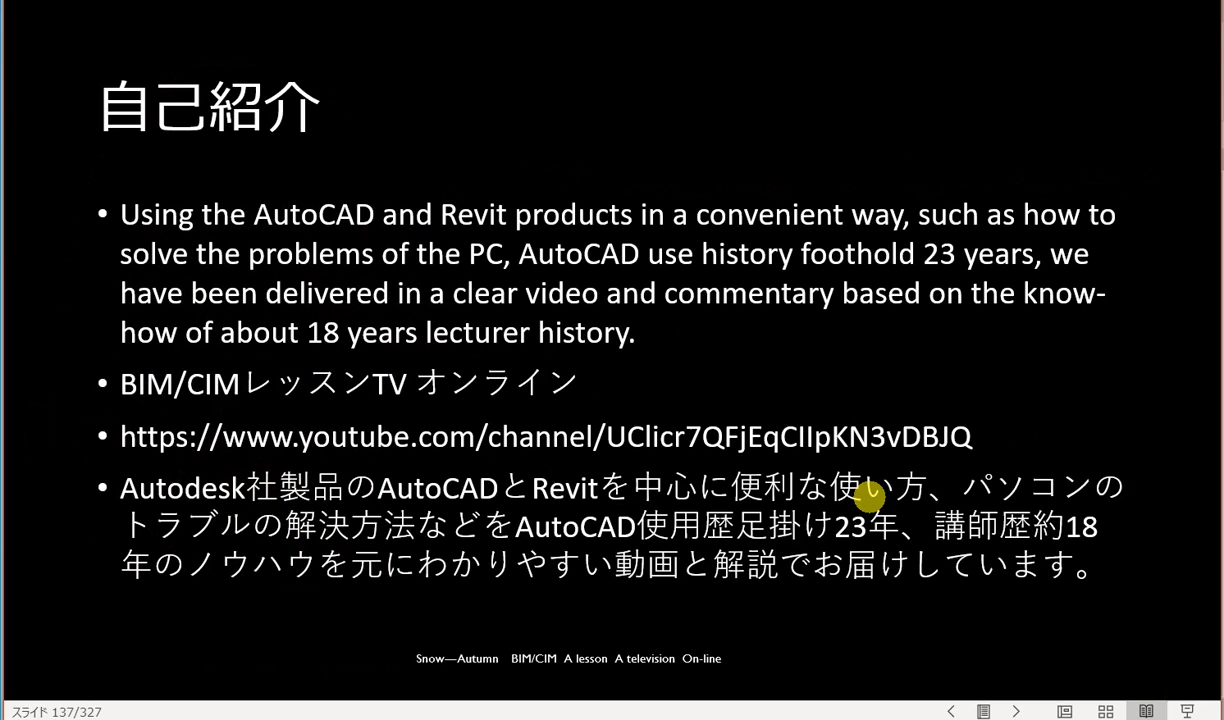 自己紹介
• Using the AutoCAD and Revit products in a convenient way, such as how to
solve the problems of the PC, AutoCAD use history foothold 23 years, we
have been delivered in a clear video and commentary based on the know-
how of about 18 years lecturer history.
• BIM/CIMレッスンTV オンライン
• https://www.youtube.com/channel/UClicr7QFjEqCIIpKN3vDBJQ
• Autodesk社製品のAutoCADとRevitを中心に便利な使い方、パソコンの
トラブルの解決方法などをAutoCAD使用歴足掛け23年、講師歴約18
年のノウハウを元にわかりやすい動画と解説でお届けしています。
Snow—Autumn BIM/CIM A lesson A television On-line
スライド 137/327